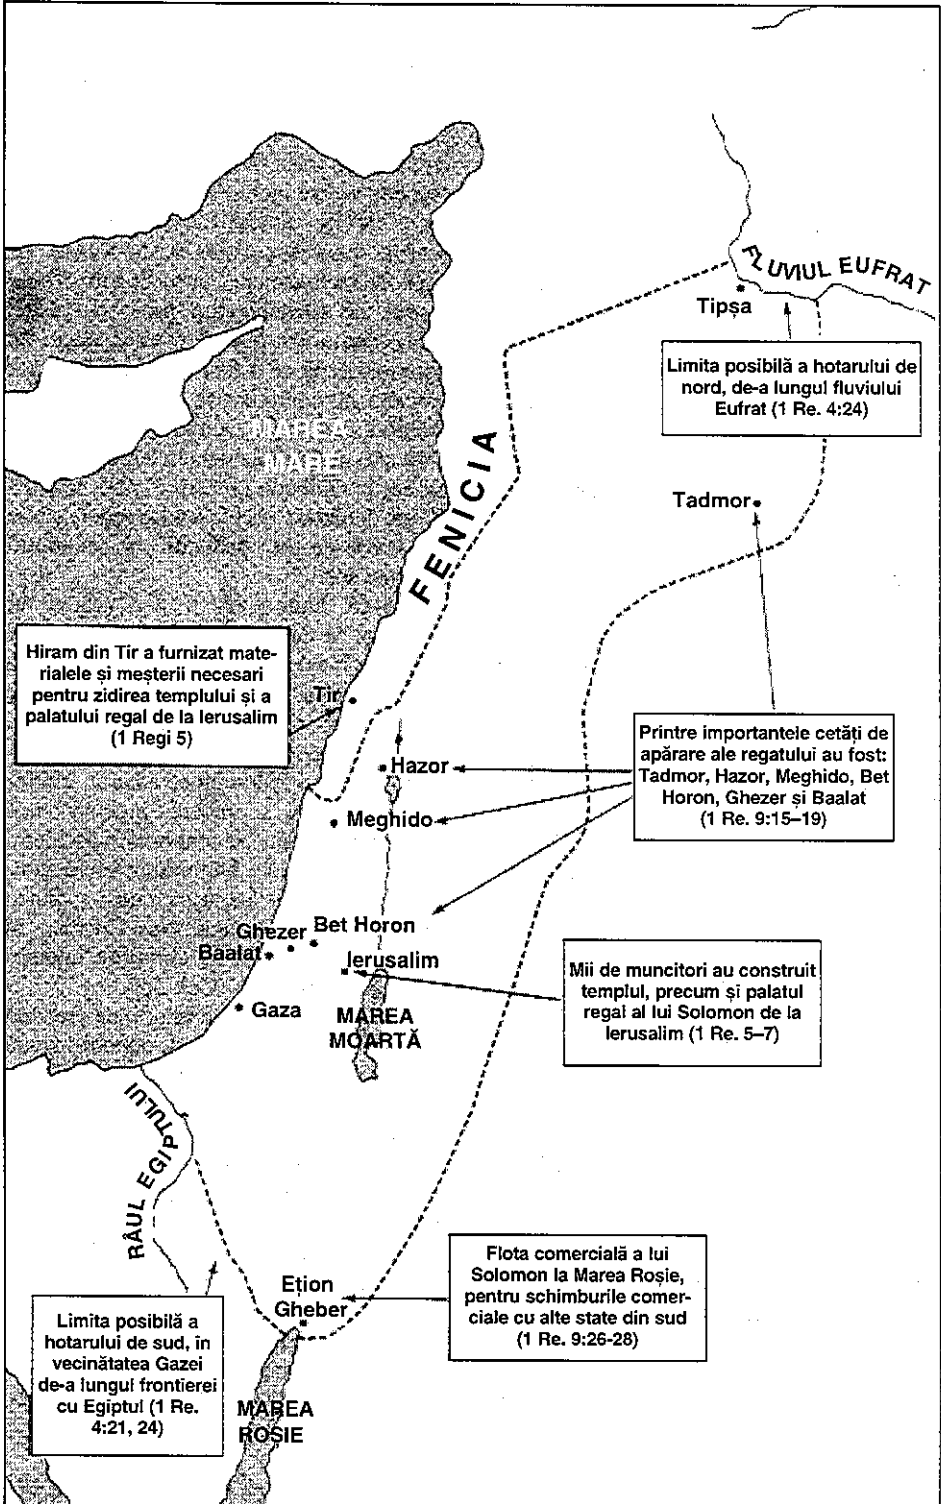 FLUVIUL EUFRAT
Tipșa
Limita posibilă a hotarului de
nord, de-a lungul fluviului
Eufrat (1 Re. 4:24)
MAREA
MARE
FENICIA
Tadmor
Hiram din Tir a furnizat mate-
rialele și meșterii necesari
pentru zidirea templului și a
palatului regal de la Ierusalim
(1 Regi 5)
Tir
Printre importantele cetăți de
apărare ale regatului au fost:
Tadmor, Hazor, Meghido, Bet
Horon, Ghezer și Baalat
(1 Re. 9:15–19)
Hazor
Meghido
Ghezer
Bet Horon
Baalat
Ierusalim
Gaza
MAREA
MOARTĂ
Mii de muncitori au construit
templul, precum și palatul
regal al lui Solomon de la
Ierusalim (1 Re. 5–7)
RÂUL EGIPTULUI
Flota comercială a lui
Solomon la Marea Roșie,
pentru schimburile comer-
ciale cu alte state din sud
(1 Re. 9:26-28)
Ețion
Gheber
Limita posibilă a
hotarului de sud, în
vecinătatea Gazei
de-a lungul frontierei
cu Egiptul (1 Re.
4:21, 24)
MAREA
ROȘIE